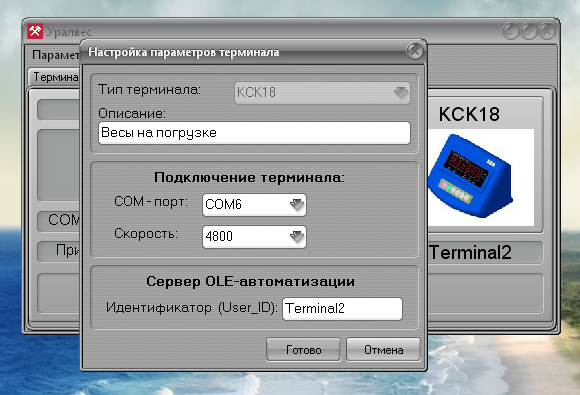 Уралвес
Парамет
Термина
Настройка параметров терминала
Тип терминала: КСК18
Описание:
Весы на погрузке
Подключение терминала:
COM-порт: COM6
Скорость: 4800
Сервер OLE-автоматизации
Идентификатор (User_ID): Terminal2
Готово Отмена
КСК18
COM
При
Terminal2